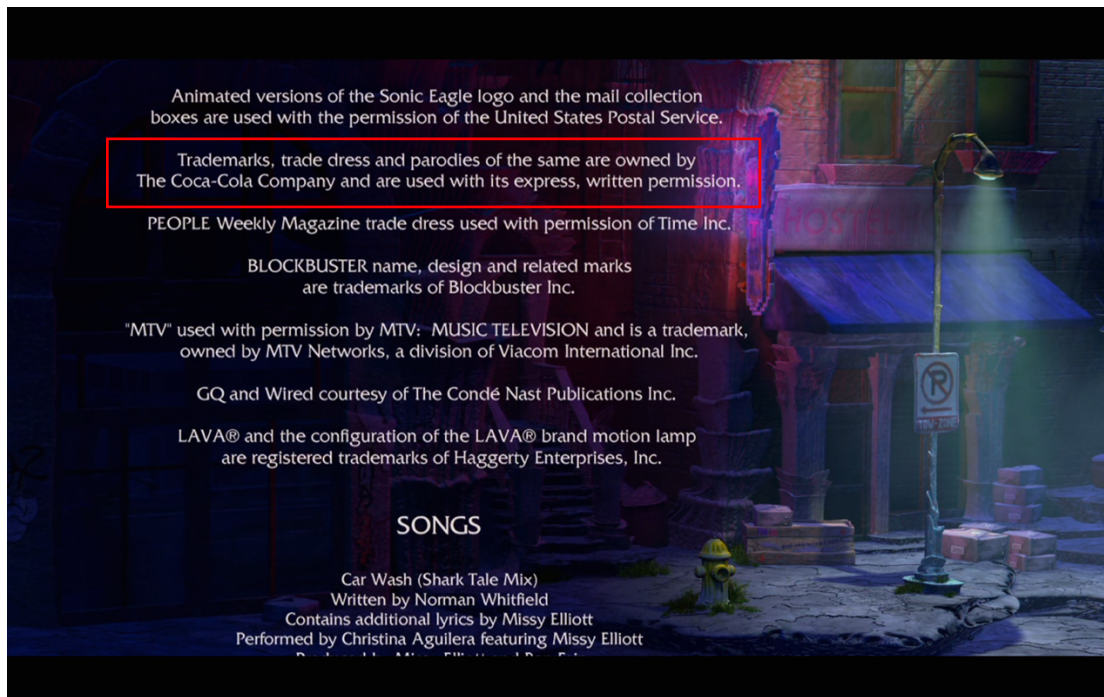 Animated versions of the Sonic Eagle logo and the mail collection
boxes are used with the permission of the United States Postal Service.
Trademarks, trade dress and parodies of the same are owned by
The Coca-Cola Company and are used with its express, written permission.
PEOPLE Weekly Magazine trade dress used with permission of Time Inc.
BLOCKBUSTER name, design and related marks
are trademarks of Blockbuster Inc.
"MTV" used with permission by MTV: MUSIC TELEVISION and is a trademark,
owned by MTV Networks, a division of Viacom International Inc.
GQ and Wired courtesy of The Condé Nast Publications Inc.
LAVA® and the configuration of the LAVA® brand motion lamp
are registered trademarks of Haggerty Enterprises, Inc.
SONGS
Car Wash (Shark Tale Mix)
Written by Norman Whitfield
Contains additional lyrics by Missy Elliott
Performed by Christina Aguilera featuring Missy Elliott
TOW-ZONE